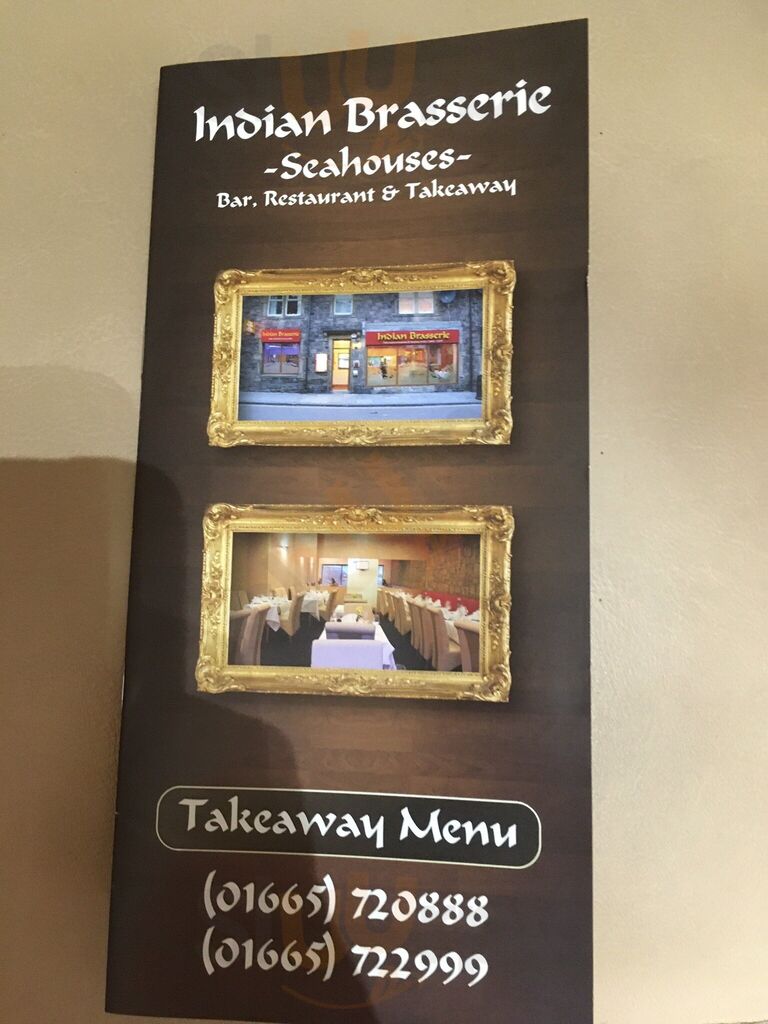 Indian Brasserie
-Seahouses-
Bar, Restaurant & Takeaway
Indian Brasserie
Indian Brasserie
Takeaway Menu
(01665) 720888
(01665) 722999